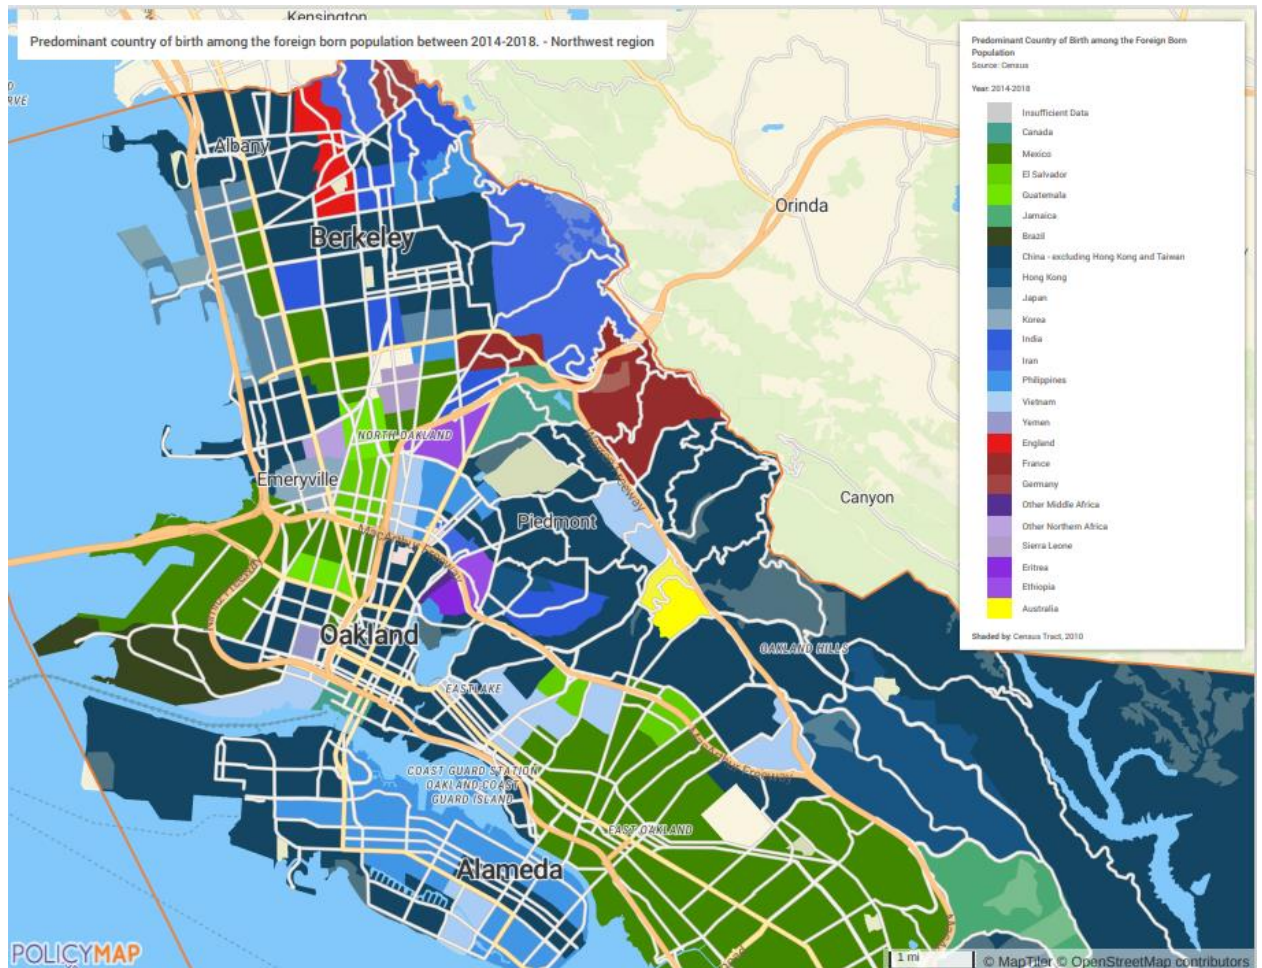 Kensington
Predominant country of birth among the foreign born population between 2014-2018. - Northwest region
Predominant Country of Birth among the Foreign Born
Population
Source: Census
Year: 2014-2018
Insufficient Data
Canada
Mexico
El Salvador
Guatemala
Jamaica
Brazil
China - excluding Hong Kong and Taiwan
Hong Kong
Japan
Korea
India
Iran
Philippines
Vietnam
Yemen
England
France
Germany
Other Middle Africa
Other Northern Africa
Sierra Leone
Eritrea
Ethiopia
Australia
Shaded by: Census Tract, 2010
Albany
Orinda
Berkeley
NORTH OAKLAND
Emeryville
Canyon
Piedmont
MacArthur Freeway
Oakland
OAKLAND HILLS
EASTLAKE
MacArthur Freeway
COAST GUARD STATION
OAKLAND-COAST
GUARD ISLAND
EAST OAKLAND
Alameda
POLICYMAP
1 mi
© MapTiler © OpenStreetMap contributors